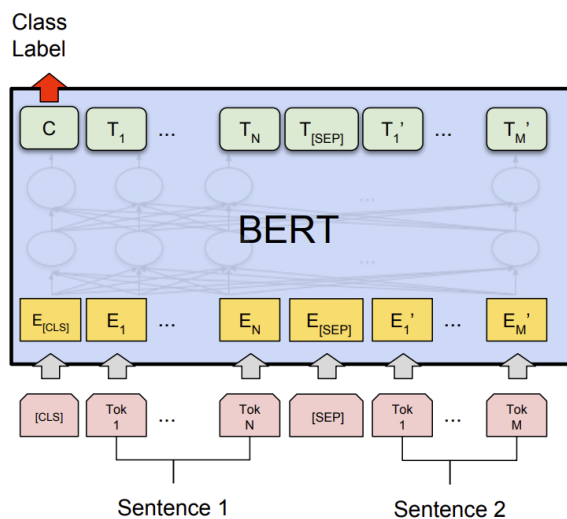 Class
Label
C T1 ... TN T[SEP] T1' ... TM'
...
BERT
...
E[CLS] E1 ... EN E[SEP] E1' ... EM'
[CLS] Tok 1 ... Tok N [SEP] Tok 1 ... Tok M
Sentence 1 Sentence 2